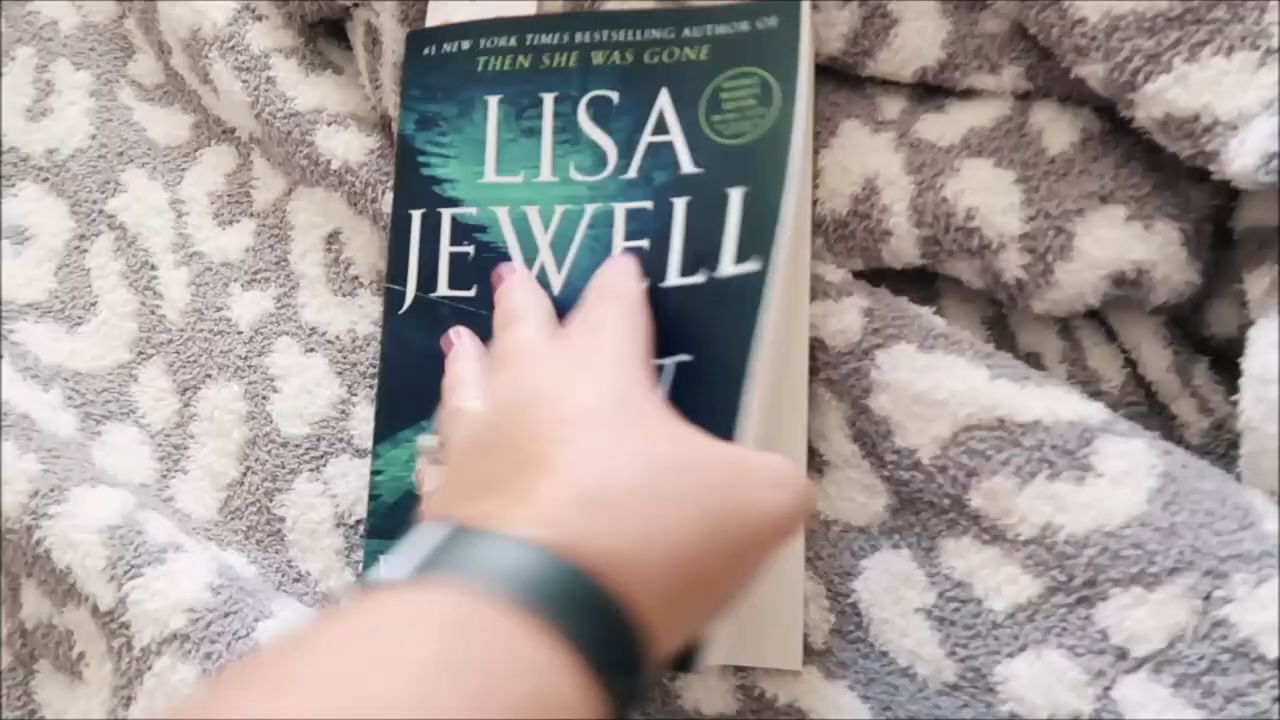 #1 NEW YORK TIMES BESTSELLING AUTHOR OF
THEN SHE WAS GONE
LISA
JEWELL